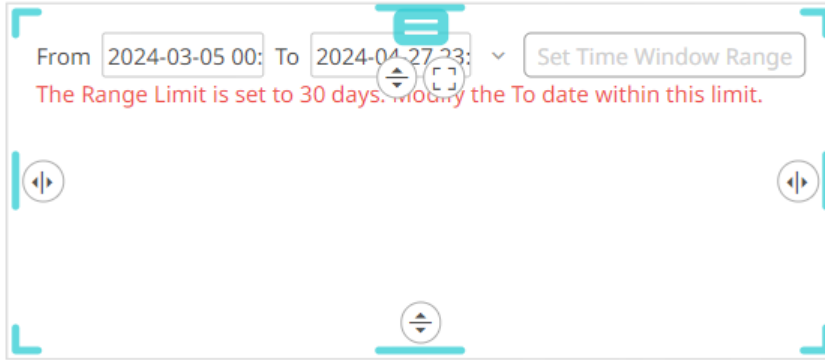 From 2024-03-05 00: To 2024-04-27 23: Set Time Window Range
The Range Limit is set to 30 days. Modify the To date within this limit.